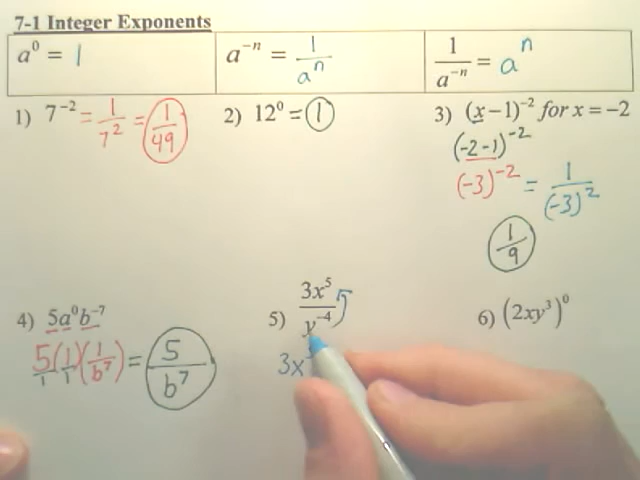 7-1 Integer Exponents
a⁰ = 1
a⁻ⁿ = 1/aⁿ
1/a⁻ⁿ = aⁿ
1) 7⁻² = 1/7² = 1/49
2) 12⁰ = 1
3) (x − 1)⁻² for x = −2
(-2-1)⁻²
(-3)⁻² = 1/(-3)²
1/9
4) 5a⁰b⁻⁷
5/1 (1/1)(1/b⁷) = 5/b⁷
5) 3x⁵/y⁻⁴
3x
6) (2xy³)⁰